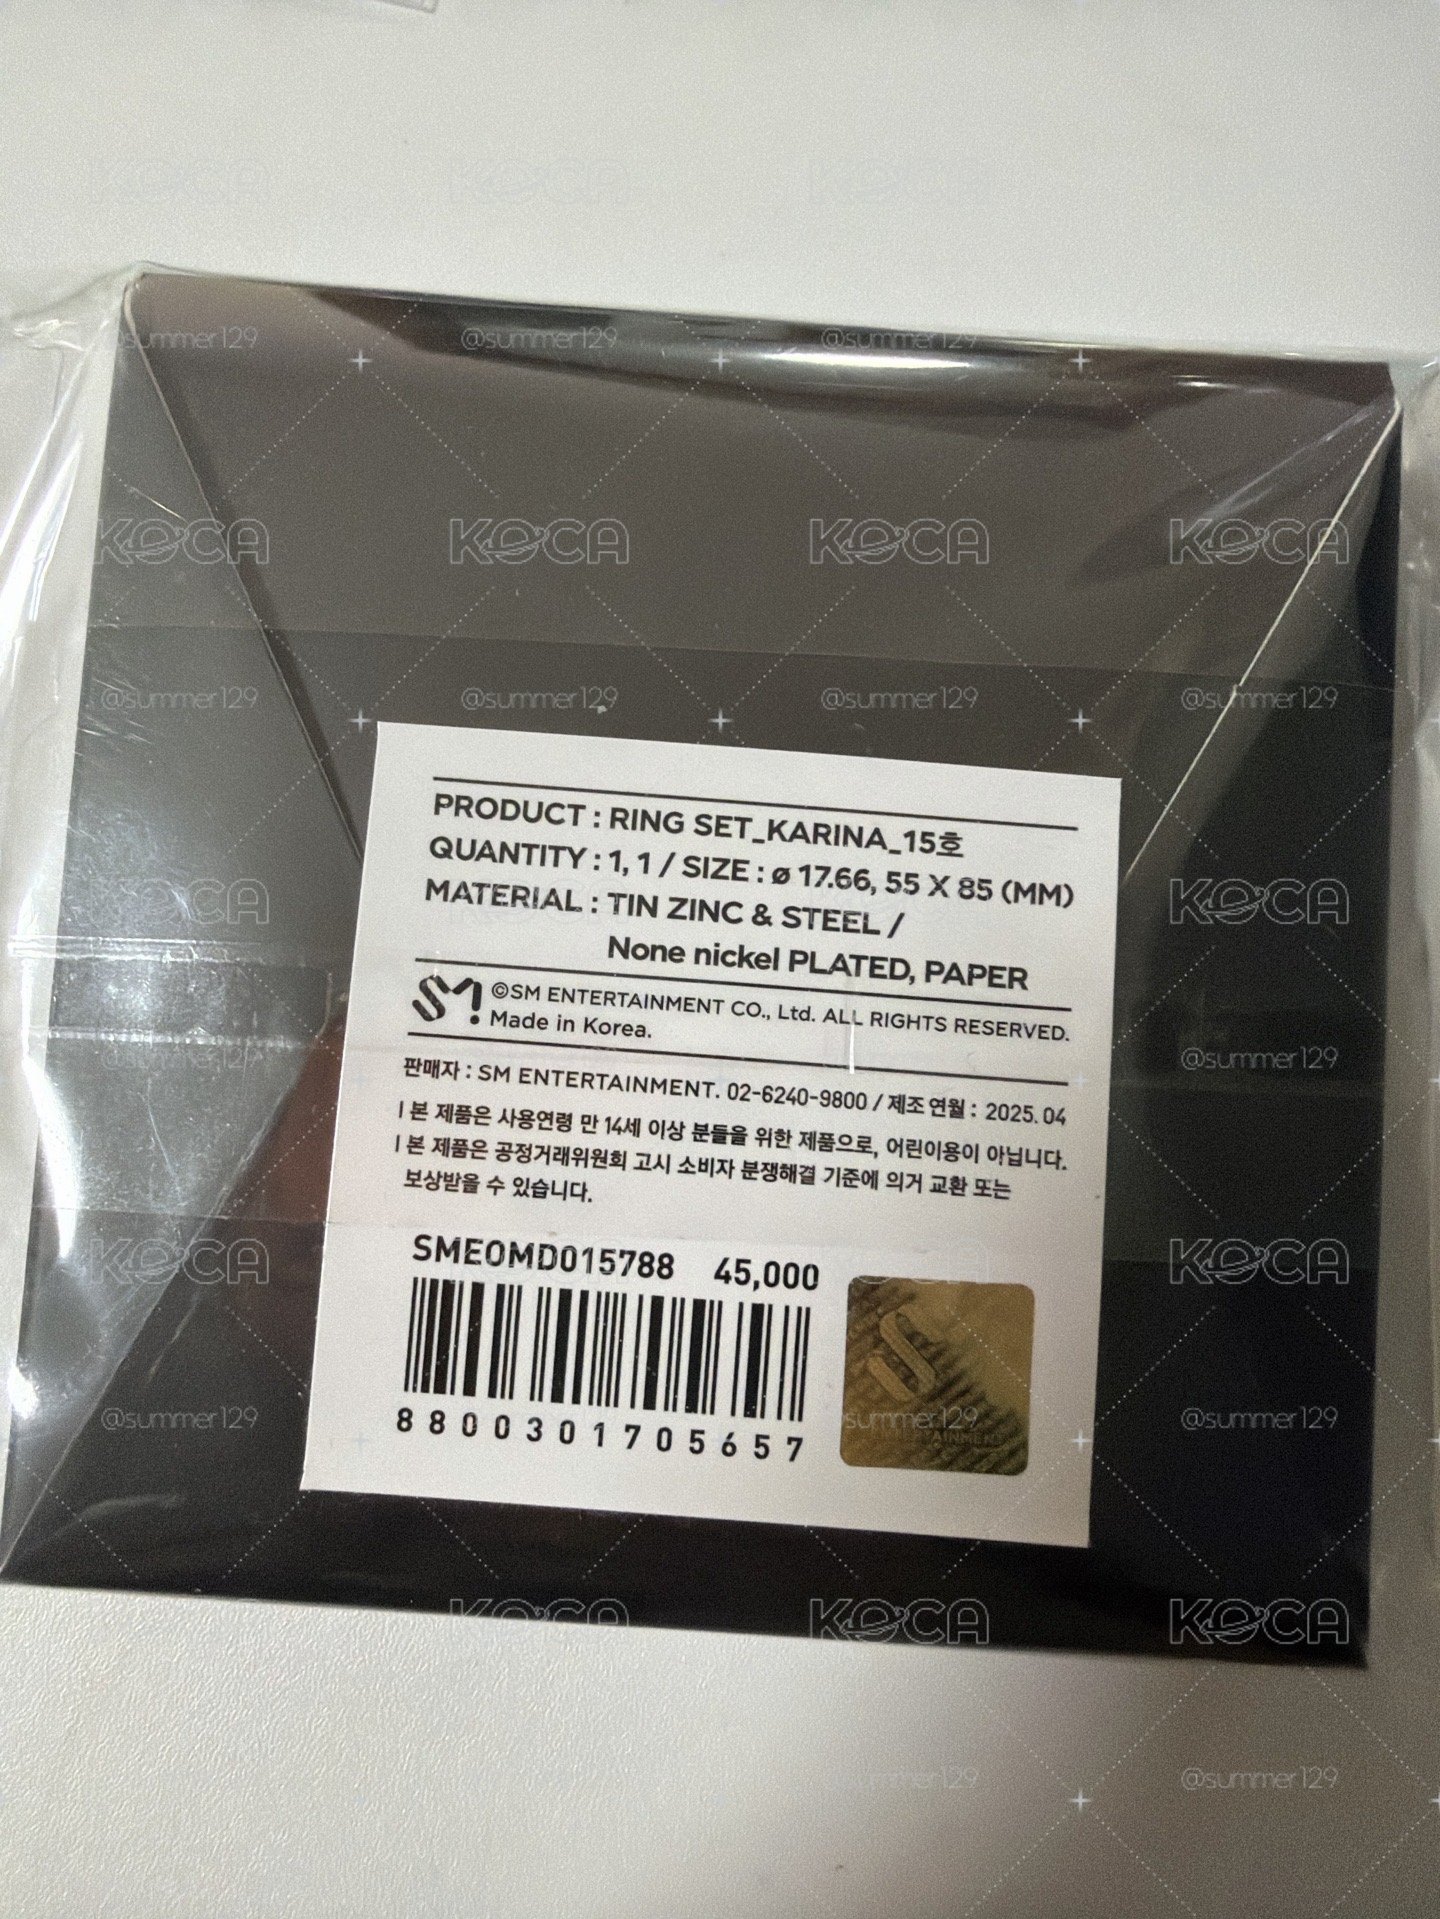 PRODUCT : RING SET_KARINA_15호
QUANTITY : 1, 1 / SIZE : ø 17.66, 55 X 85 (MM)
MATERIAL : TIN ZINC & STEEL /
None nickel PLATED, PAPER
SM
©SM ENTERTAINMENT CO., Ltd. ALL RIGHTS RESERVED.
Made in Korea.
판매자 : SM ENTERTAINMENT. 02-6240-9800 / 제조연월 : 2025. 04
l 본 제품은 사용연령 만 14세 이상 분들을 위한 제품으로, 어린이용이 아닙니다.
l 본 제품은 공정거래위원회 고시 소비자 분쟁해결 기준에 의거 교환 또는
보상받을 수 있습니다.
SMEOMD015788 45,000
8800301705657
KOCA
@summer129